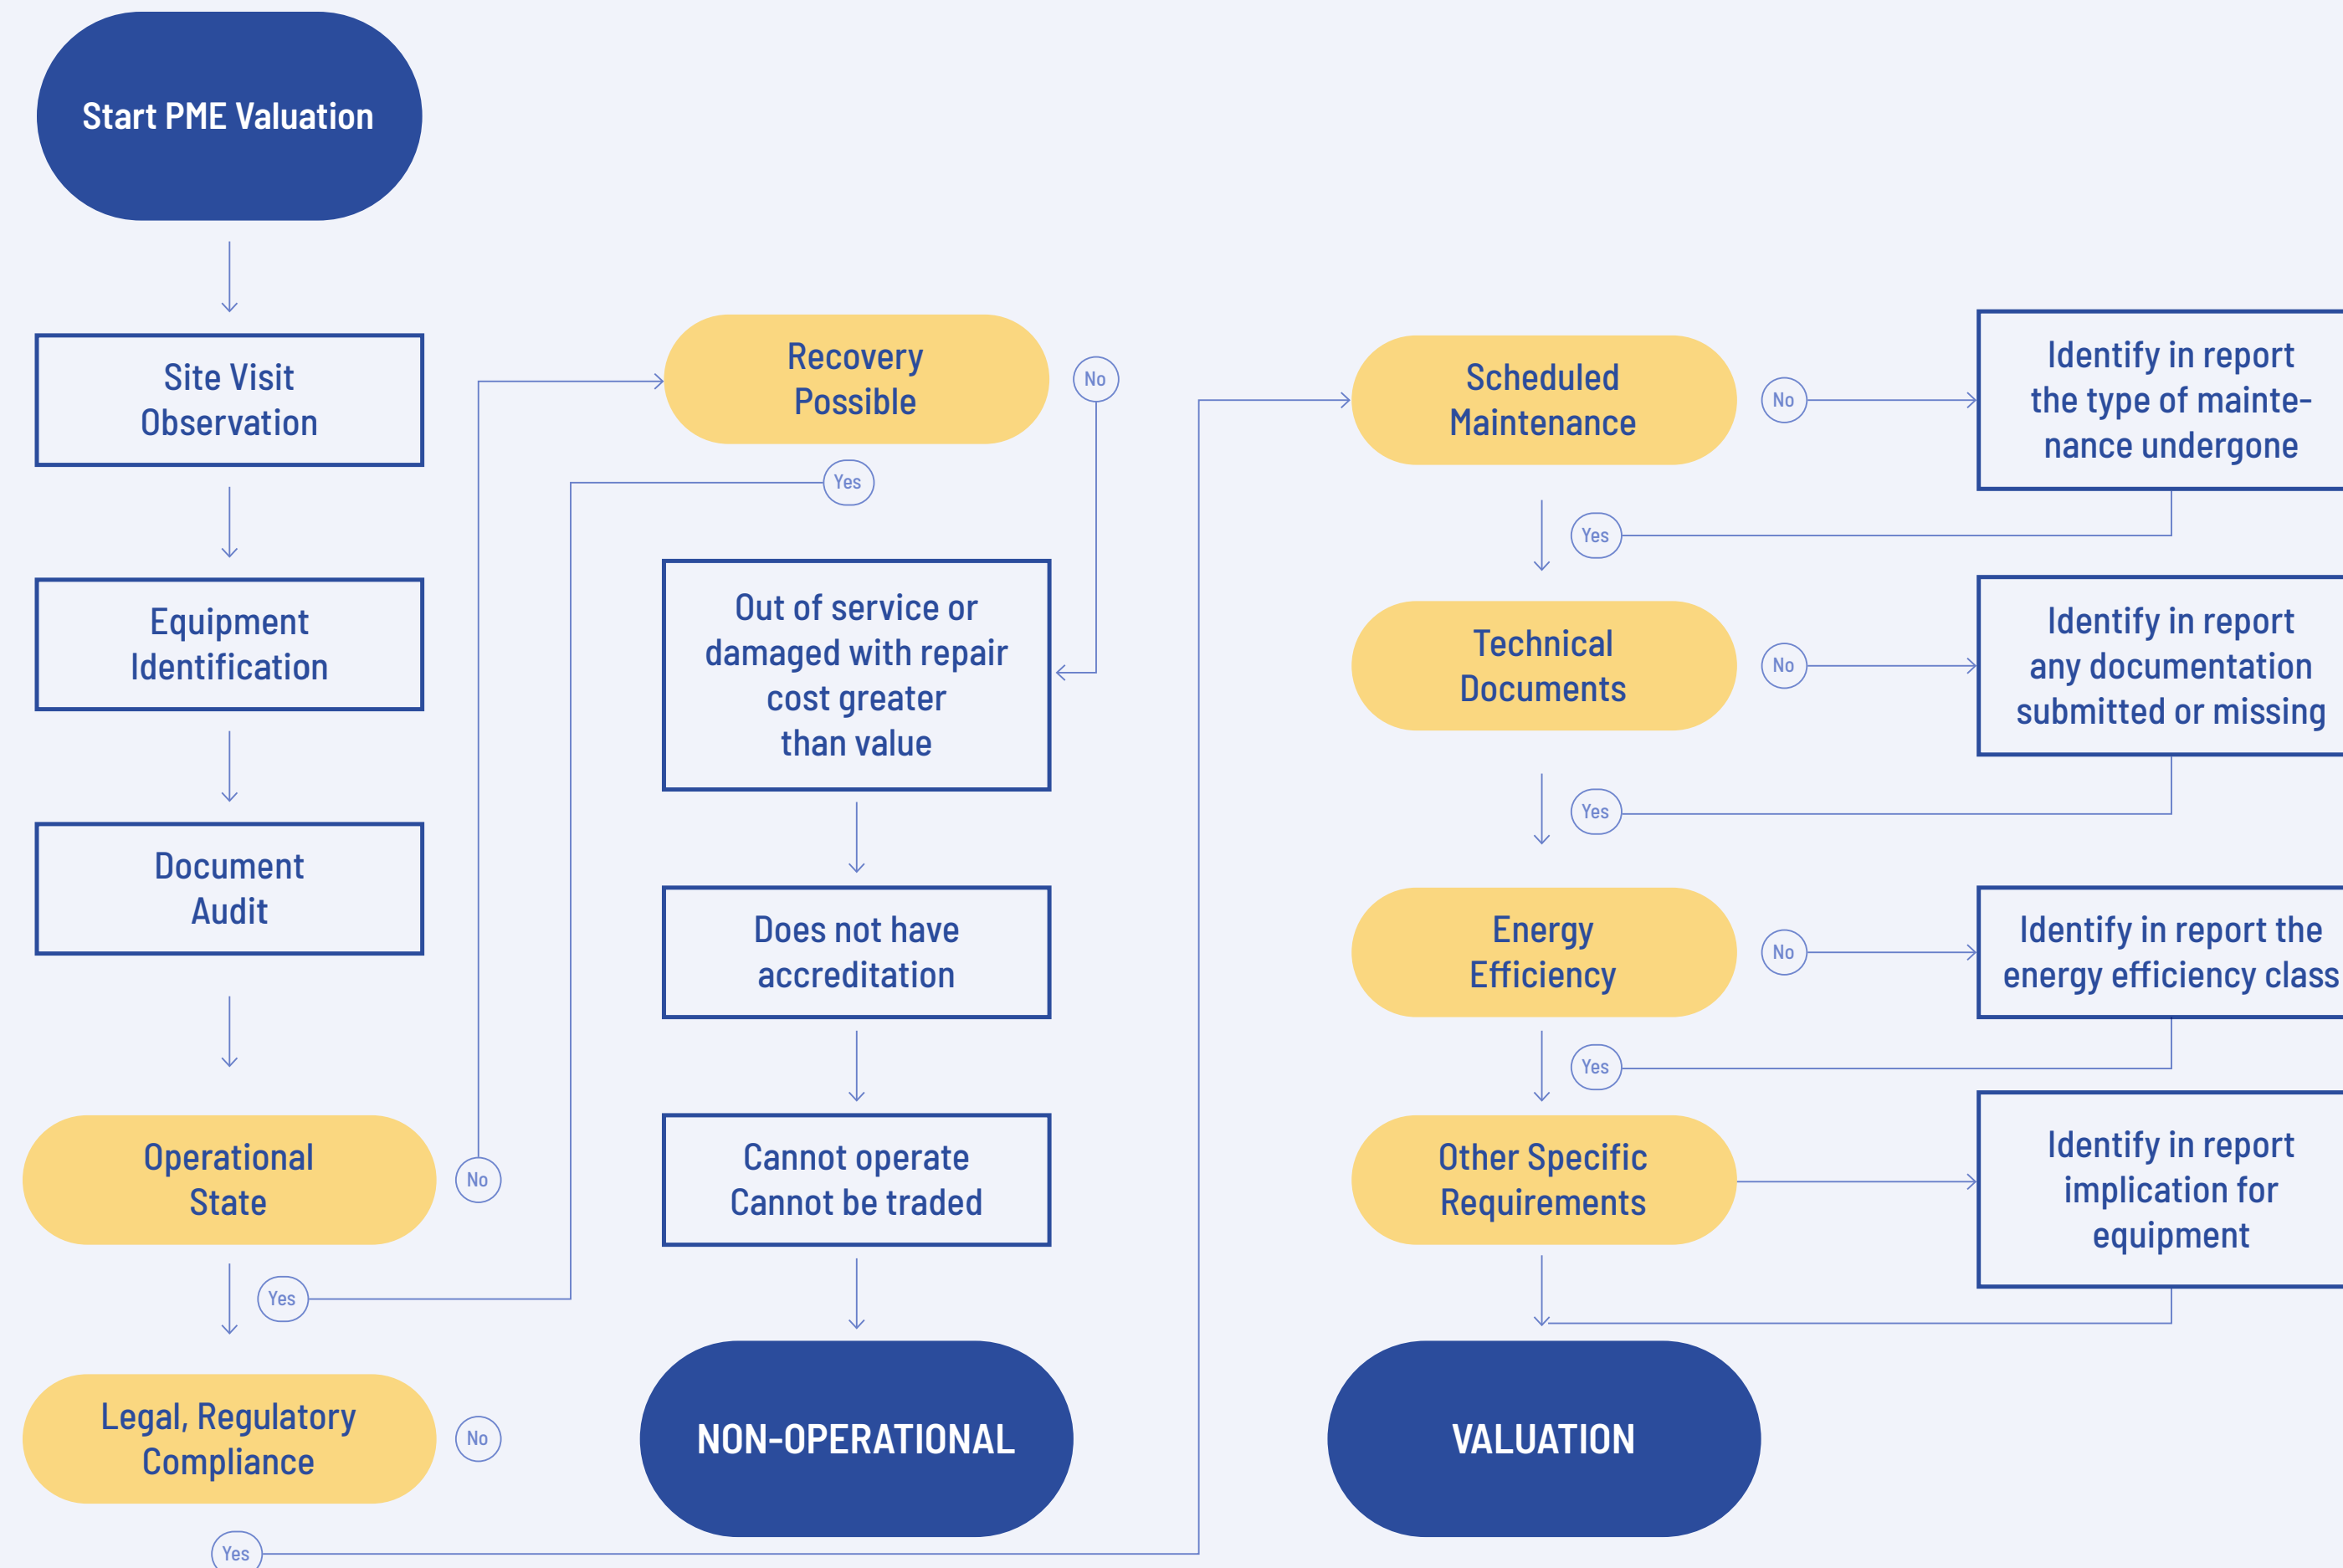 Start PME Valuation
Site Visit
Observation
Equipment
Identification
Document
Audit
Operational
State
No
Yes
Legal, Regulatory
Compliance
No
Yes
Recovery
Possible
No
Yes
Out of service or
damaged with repair
cost greater
than value
Does not have
accreditation
Cannot operate
Cannot be traded
NON-OPERATIONAL
Scheduled
Maintenance
No
Identify in report
the type of mainte-
nance undergone
Yes
Technical
Documents
No
Identify in report
any documentation
submitted or missing
Yes
Energy
Efficiency
No
Identify in report the
energy efficiency class
Yes
Other Specific
Requirements
Identify in report
implication for
equipment
VALUATION